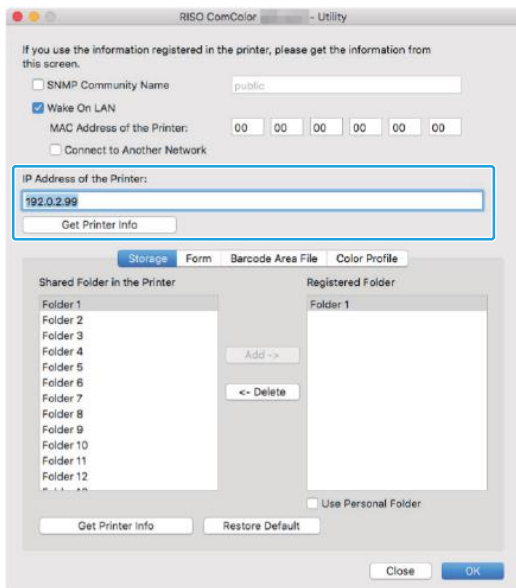 RISO ComColor - Utility
If you use the information registered in the printer, please get the information from
this screen.
SNMP Community Name
public
Wake On LAN
MAC Address of the Printer:
00 00 00 00 00 00
Connect to Another Network
IP Address of the Printer:
192.0.2.99
Get Printer Info
Storage Form Barcode Area File Color Profile
Shared Folder in the Printer
Folder 1
Folder 2
Folder 3
Folder 4
Folder 5
Folder 6
Folder 7
Folder 8
Folder 9
Folder 10
Folder 11
Folder 12
Add ->
<- Delete
Registered Folder
Folder 1
Use Personal Folder
Get Printer Info
Restore Default
Close
OK